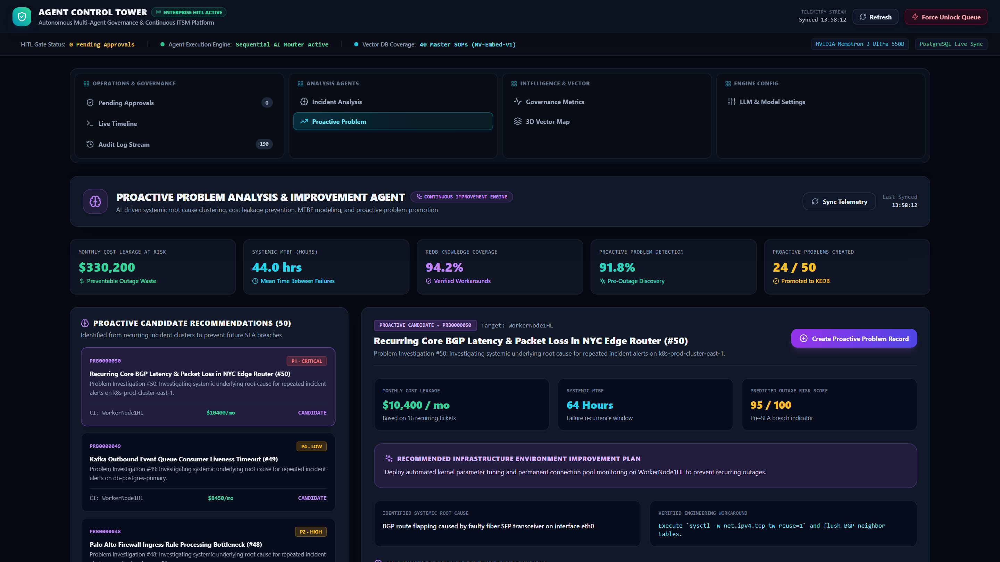 AGENT CONTROL TOWER
ENTERPRISE HITL ACTIVE
Autonomous Multi-Agent Governance & Continuous ITSM Platform
TELEMETRY STREAM
Synced 13:58:12
Refresh
Force Unlock Queue
HITL Gate Status: 0 Pending Approvals
Agent Execution Engine: Sequential AI Router Active
Vector DB Coverage: 40 Master SOPs (NV-Embed-v1)
NVIDIA Nemotron 3 Ultra 550B
PostgreSQL Live Sync
OPERATIONS & GOVERNANCE
Pending Approvals 0
Live Timeline
Audit Log Stream 190
ANALYSIS AGENTS
Incident Analysis
Proactive Problem
INTELLIGENCE & VECTOR
Governance Metrics
3D Vector Map
ENGINE CONFIG
LLM & Model Settings
PROACTIVE PROBLEM ANALYSIS & IMPROVEMENT AGENT
CONTINUOUS IMPROVEMENT ENGINE
AI-driven systemic root cause clustering, cost leakage prevention, MTBF modeling, and proactive problem promotion
Sync Telemetry
Last Synced
13:58:12
MONTHLY COST LEAKAGE AT RISK
$330,200
Preventable Outage Waste
SYSTEMIC MTBF (HOURS)
44.0 hrs
Mean Time Between Failures
KEDB KNOWLEDGE COVERAGE
94.2%
Verified Workarounds
PROACTIVE PROBLEM DETECTION
91.8%
Pre-Outage Discovery
PROACTIVE PROBLEMS CREATED
24 / 50
Promoted to KEDB
PROACTIVE CANDIDATE RECOMMENDATIONS (50)
Identified from recurring incident clusters to prevent future SLA breaches
PRB0000050
P1 - CRITICAL
Recurring Core BGP Latency & Packet Loss in NYC Edge Router (#50)
Problem Investigation #50: Investigating systemic underlying root cause for repeated incident
alerts on k8s-prod-cluster-east-1.
CI: WorkerNode1HL
$10400/mo
CANDIDATE
PRB0000049
P4 - LOW
Kafka Outbound Event Queue Consumer Liveness Timeout (#49)
Problem Investigation #49: Investigating systemic underlying root cause for repeated incident
alerts on db-postgres-primary.
CI: WorkerNode1HL
$8450/mo
CANDIDATE
PRB0000048
P2 - HIGH
Palo Alto Firewall Ingress Rule Processing Bottleneck (#48)
Problem Investigation #48: Investigating systemic underlying root cause for repeated incident
PROACTIVE CANDIDATE • PRB0000050
Target: WorkerNode1HL
Recurring Core BGP Latency & Packet Loss in NYC Edge Router (#50)
Problem Investigation #50: Investigating systemic underlying root cause for repeated incident alerts on k8s-prod-cluster-east-1.
Create Proactive Problem Record
MONTHLY COST LEAKAGE
$10,400 / mo
Based on 16 recurring tickets
SYSTEMIC MTBF
64 Hours
Failure recurrence window
PREDICTED OUTAGE RISK SCORE
95 / 100
Pre-SLA breach indicator
RECOMMENDED INFRASTRUCTURE ENVIRONMENT IMPROVEMENT PLAN
Deploy automated kernel parameter tuning and permanent connection pool monitoring on WorkerNode1HL to prevent recurring outages.
IDENTIFIED SYSTEMIC ROOT CAUSE
BGP route flapping caused by faulty fiber SFP transceiver on interface eth0.
VERIFIED ENGINEERING WORKAROUND
Execute `sysctl -w net.ipv4.tcp_tw_reuse=1` and flush BGP neighbor
tables.